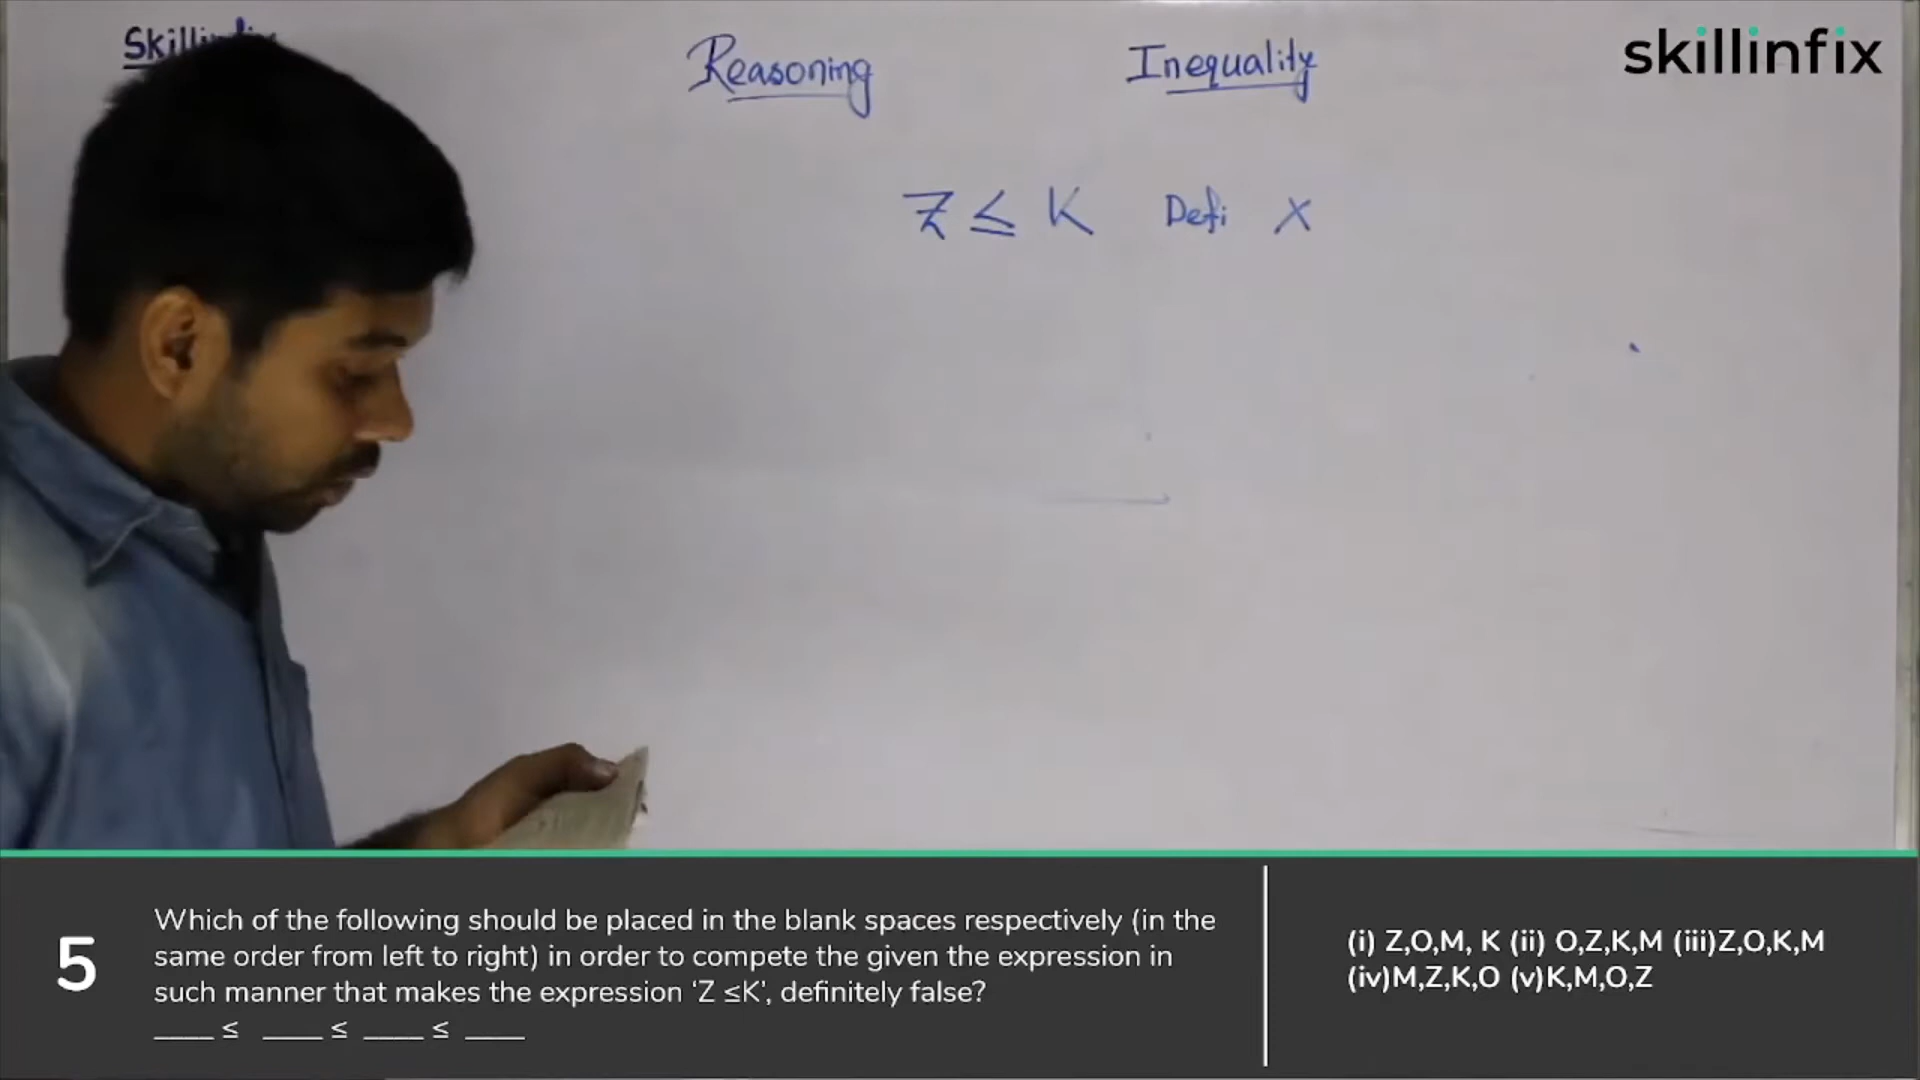 Skillinfix
Reasoning
Inequality
skillinfix
Z ≤ K Defi X
5
Which of the following should be placed in the blank spaces respectively (in the
same order from left to right) in order to compete the given the expression in
such manner that makes the expression ‘Z ≤K’, definitely false?
____ ≤ ____ ≤ ____ ≤ ____
(i) Z,O,M, K (ii) O,Z,K,M (iii)Z,O,K,M
(iv)M,Z,K,O (v)K,M,O,Z